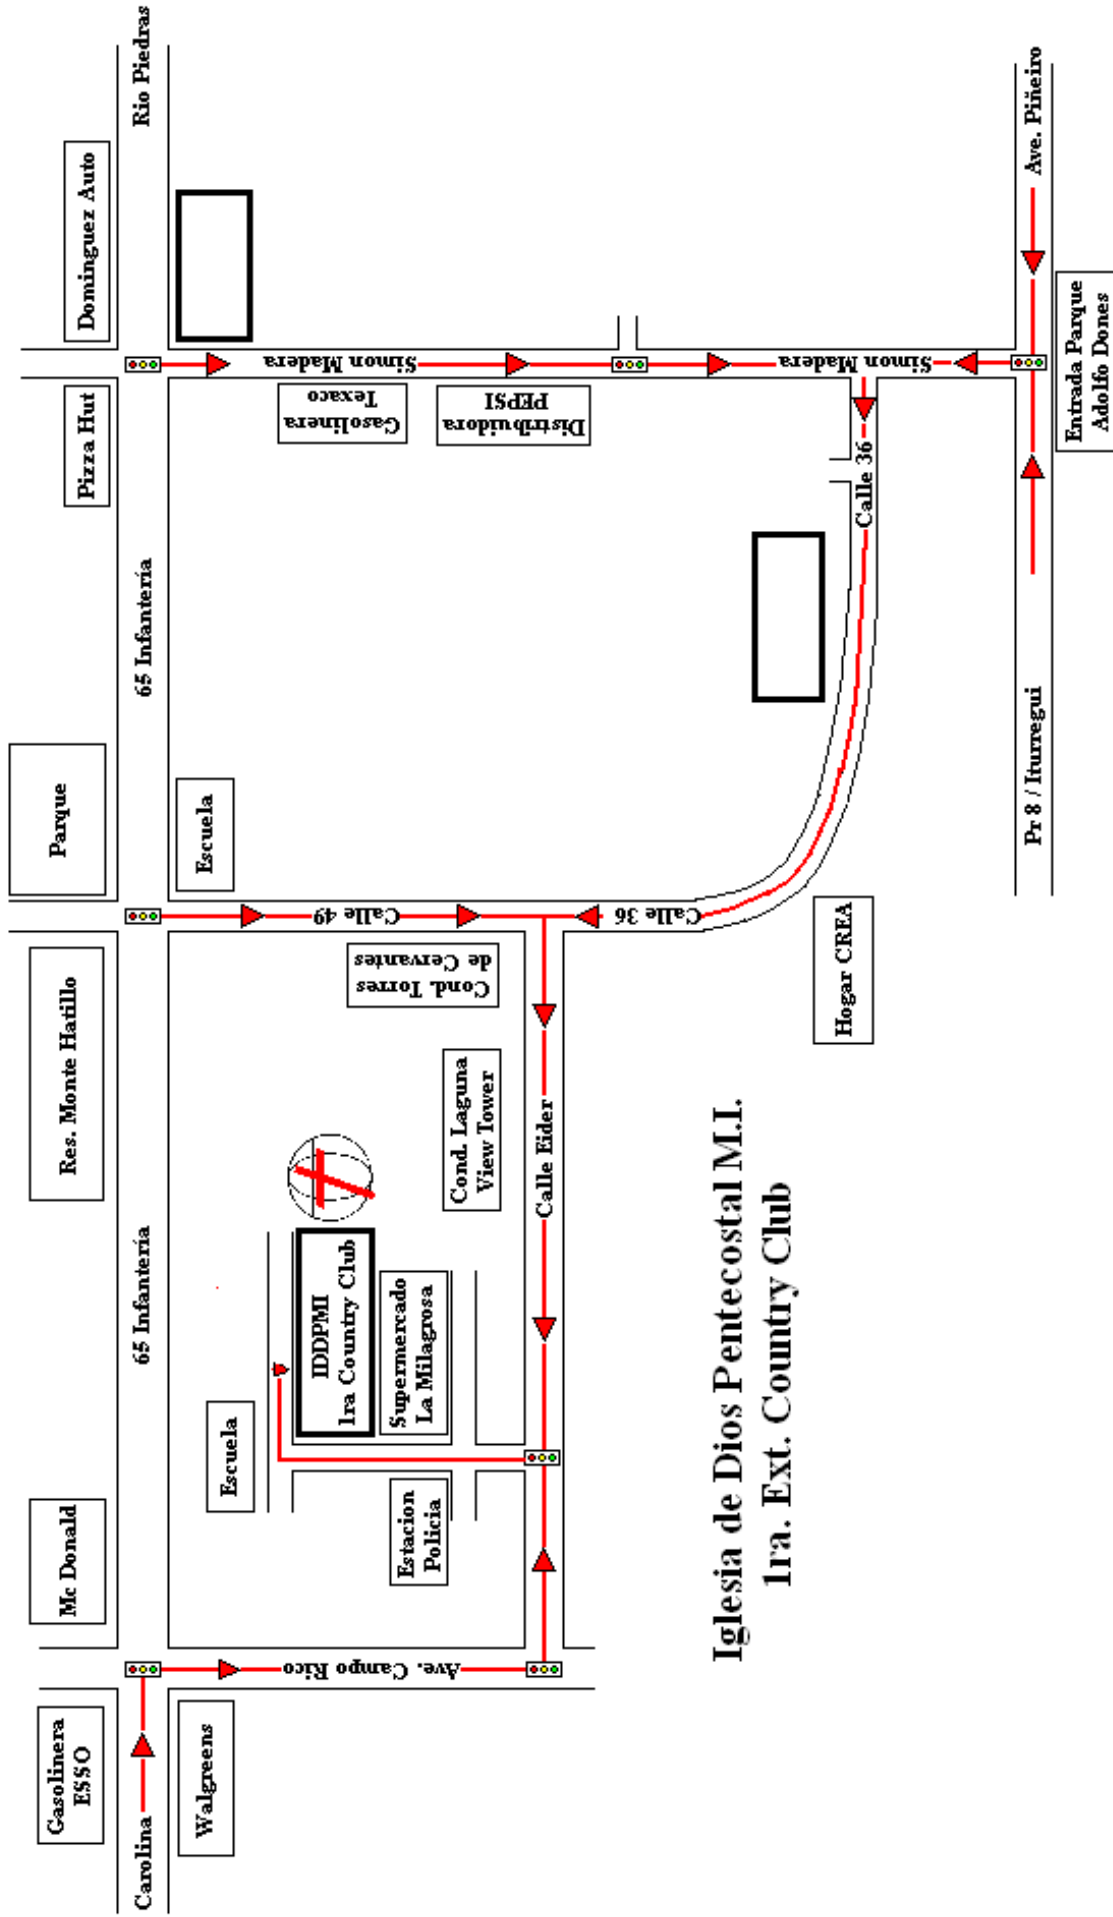 Gasolinera
ESSO
Mc Donald
Res. Monte Hatillo
Parque
Pizza Hut
Dominguez Auto
Carolina
65 Infantería
65 Infantería
Rio Piedras
Walgreens
Escuela
Escuela
IDDPMI
1ra Country Club
Supermercado
La Milagrosa
Estacion
Policia
Ave. Campo Rico
Cond. Torres
de Cervantes
Calle 49
Cond. Laguna
View Tower
Calle Eider
Calle 36
Gasolinera
Texaco
Simon Madera
Distribuidora
PEPSI
Simon Madera
Calle 36
Hogar CREA
Pr 8 / Iturregui
Ave. Piñeiro
Entrada Parque
Adolfo Dones
Iglesia de Dios Pentecostal M.I.
1ra. Ext. Country Club